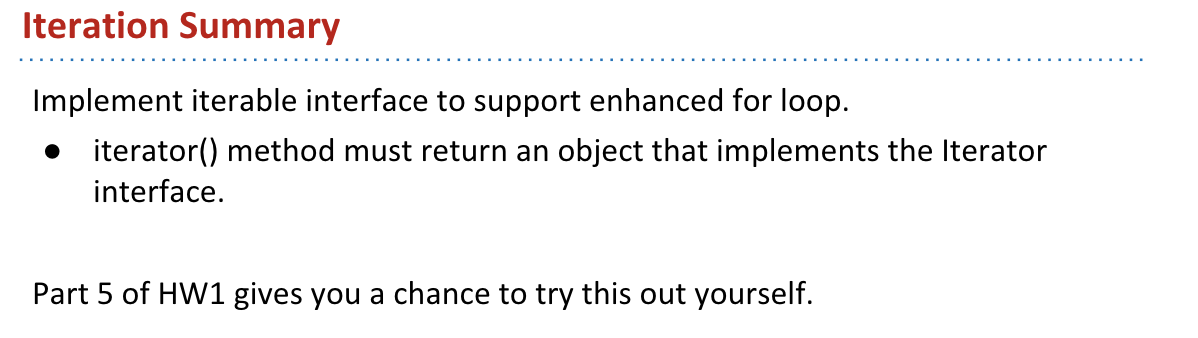 Iteration Summary
Implement iterable interface to support enhanced for loop.
● iterator() method must return an object that implements the Iterator
interface.
Part 5 of HW1 gives you a chance to try this out yourself.